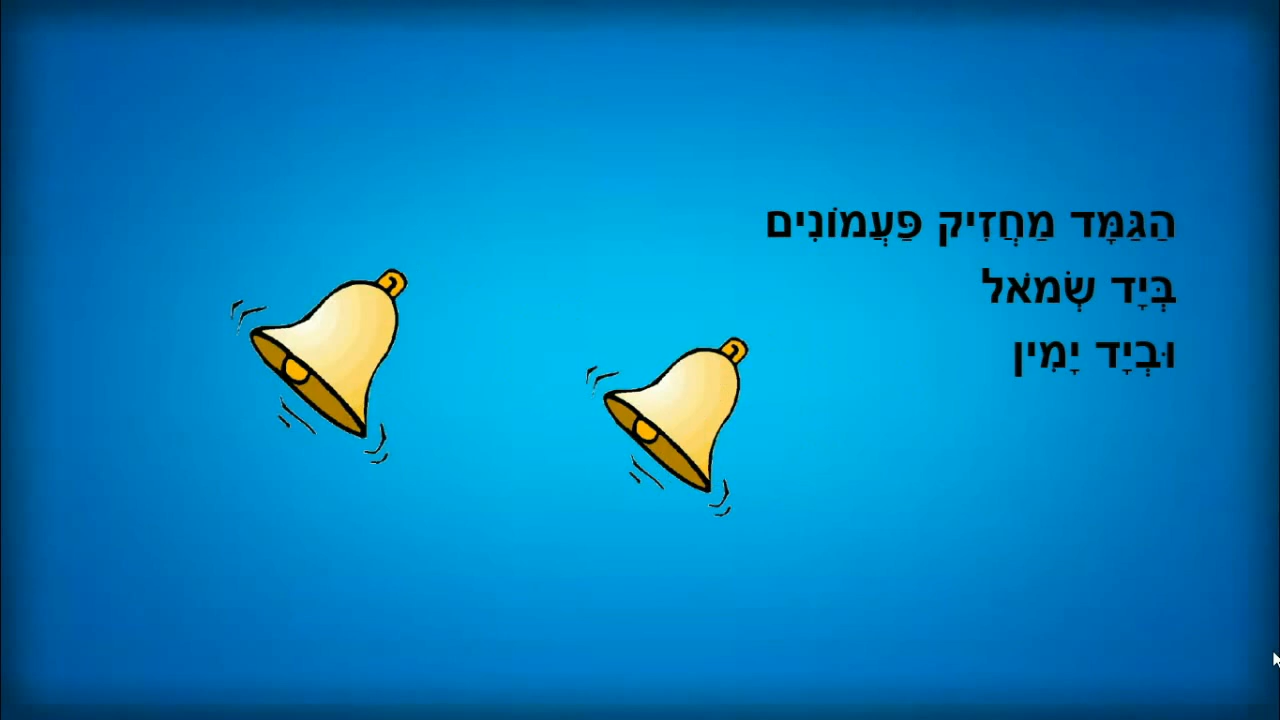 הַגַּמָּד מַחֲזִיק פַּעֲמוֹנִים
בְּיָד שְׂמֹאל
וּבְיָד יָמִין